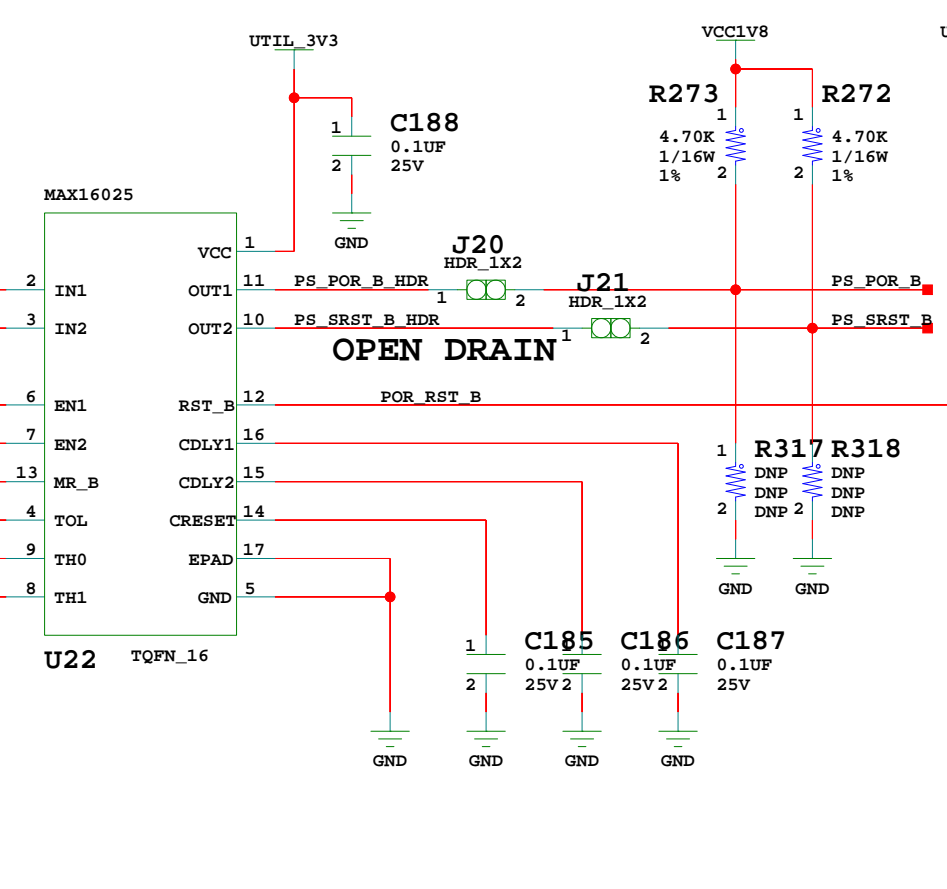 UTIL_3V3
VCC1V8
U
R273
R272
1
1
4.70K
1/16W
1%
4.70K
1/16W
1%
2
2
C188
1
0.1UF
2
25V
GND
MAX16025
VCC
1
J20
HDR_1X2
2
IN1
OUT1
11
PS_POR_B_HDR
1
2
J21
HDR_1X2
PS_POR_B
3
IN2
OUT2
10
PS_SRST_B_HDR
1
2
PS_SRST_B
OPEN DRAIN
6
EN1
RST_B
12
POR_RST_B
7
EN2
CDLY1
16
1
R317
R318
13
MR_B
CDLY2
15
DNP
DNP
DNP
DNP
DNP
DNP
2
2
4
TOL
CRESET
14
9
TH0
EPAD
17
8
TH1
GND
5
GND
GND
U22
TQFN_16
1
C185
0.1UF
25V
2
1
C186
0.1UF
25V
2
1
C187
0.1UF
25V
2
GND
GND
GND
GND